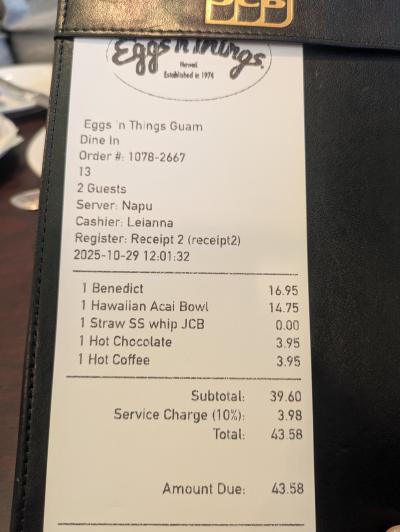 JCB
Eggs 'n Things.
Hawaii
Established in 1974
Eggs 'n Things Guam
Dine In
Order #: 1078-2667
13
2 Guests
Server: Napu
Cashier: Leianna
Register: Receipt 2 (receipt2)
2025-10-29 12:01:32
1 Benedict 16.95
1 Hawaiian Acai Bowl 14.75
1 Straw SS whip JCB 0.00
1 Hot Chocolate 3.95
1 Hot Coffee 3.95
Subtotal: 39.60
Service Charge (10%): 3.98
Total: 43.58
Amount Due: 43.58